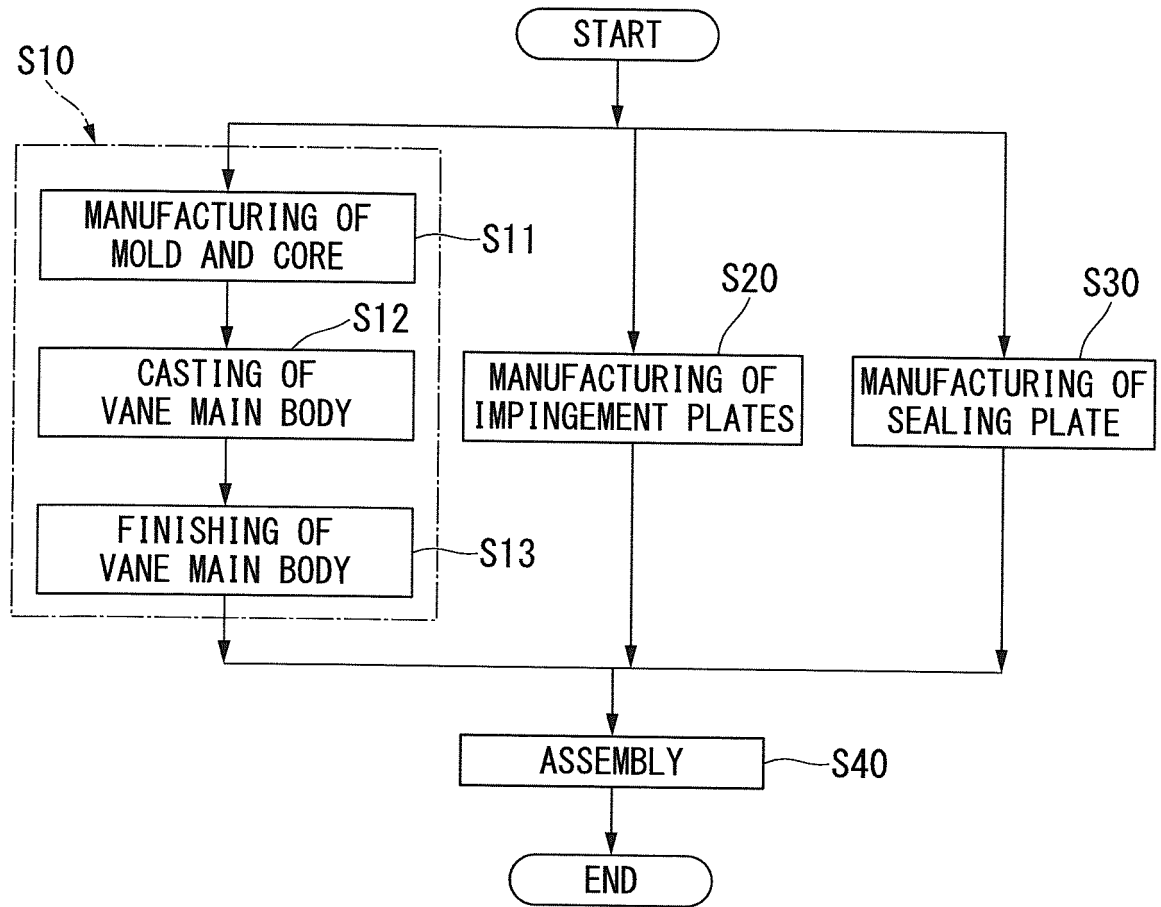 START
S10
MANUFACTURING OF
MOLD AND CORE
S11
S12
CASTING OF
VANE MAIN BODY
FINISHING OF
VANE MAIN BODY
S13
S20
MANUFACTURING OF
IMPINGEMENT PLATES
S30
MANUFACTURING OF
SEALING PLATE
ASSEMBLY
S40
END